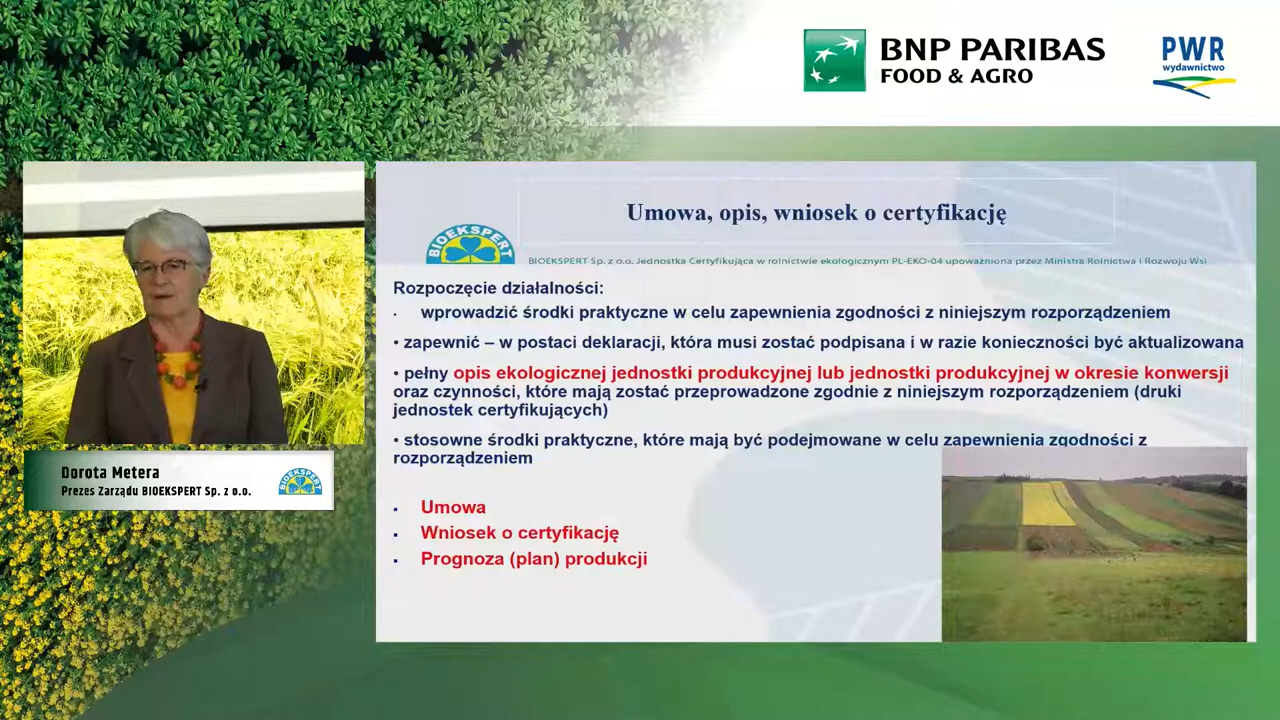 BNP PARIBAS
FOOD & AGRO
PWR
wydawnictwo
Umowa, opis, wniosek o certyfikację
BIOEKSPERT
BIOEKSPERT Sp. z o.o. Jednostka Certyfikująca w rolnictwie ekologicznym PL-EKO-04 upoważniona przez Ministra Rolnictwa i Rozwoju Wsi
Rozpoczęcie działalności:
· wprowadzić środki praktyczne w celu zapewnienia zgodności z niniejszym rozporządzeniem
• zapewnić – w postaci deklaracji, która musi zostać podpisana i w razie konieczności być aktualizowana
• pełny opis ekologicznej jednostki produkcyjnej lub jednostki produkcyjnej w okresie konwersji
oraz czynności, które mają zostać przeprowadzone zgodnie z niniejszym rozporządzeniem (druki
jednostek certyfikujących)
• stosowne środki praktyczne, które mają być podejmowane w celu zapewnienia zgodności z
rozporządzeniem
▪ Umowa
▪ Wniosek o certyfikację
▪ Prognoza (plan) produkcji
Dorota Metera
Prezes Zarządu BIOEKSPERT Sp. z o.o.
BIOEKSPERT